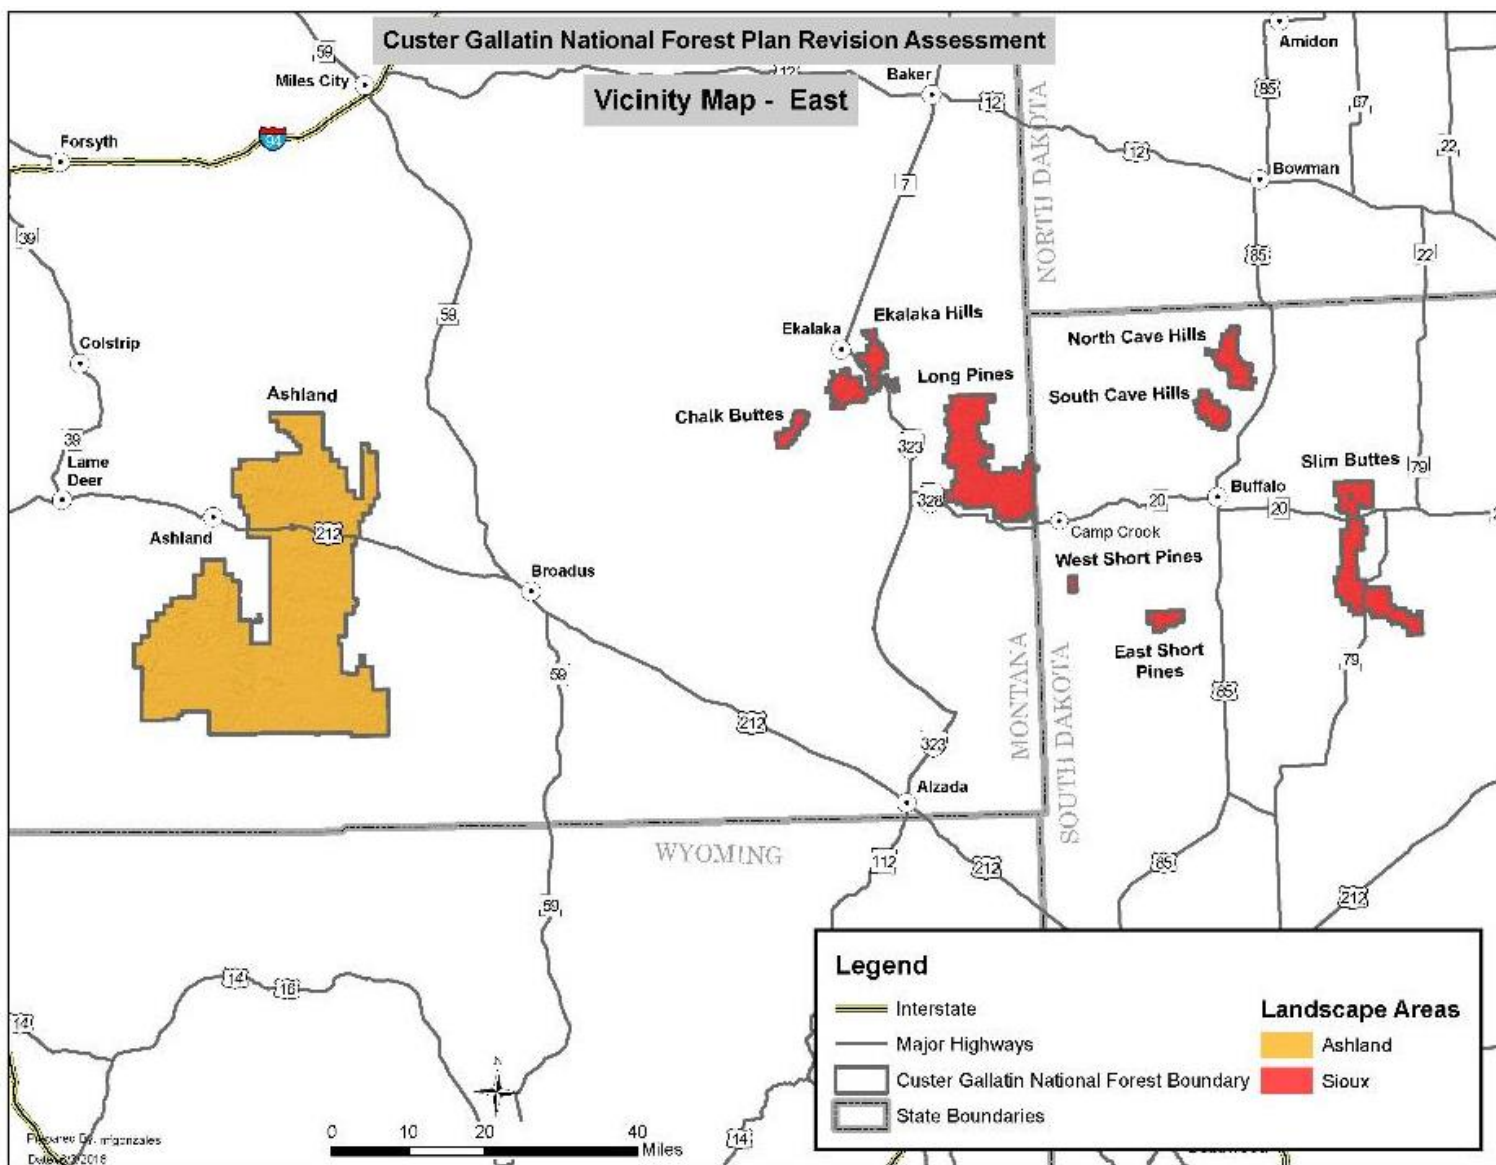 Custer Gallatin National Forest Plan Revision Assessment
Vicinity Map - East
59
Miles City
12
Baker
12
85
Amidon
67
22
Forsyth
94
7
12
Bowman
NORTH DAKOTA
39
59
85
22
Colstrip
Ekalaka
Ekalaka Hills
North Cave Hills
Long Pines
South Cave Hills
Ashland
Chalk Buttes
39
Lame
Deer
323
Slim Buttes
79
328
Buffalo
20
20
Ashland
212
Camp Crook
West Short Pines
Broadus
East Short
Pines
59
79
85
MONTANA
SOUTH DAKOTA
212
323
Alzada
WYOMING
112
212
85
212
59
14
16
14
N
14
Legend
Interstate
Major Highways
Custer Gallatin National Forest Boundary
State Boundaries
Landscape Areas
Ashland
Sioux
0 10 20 40
Miles
Prepared By: mfgonzales